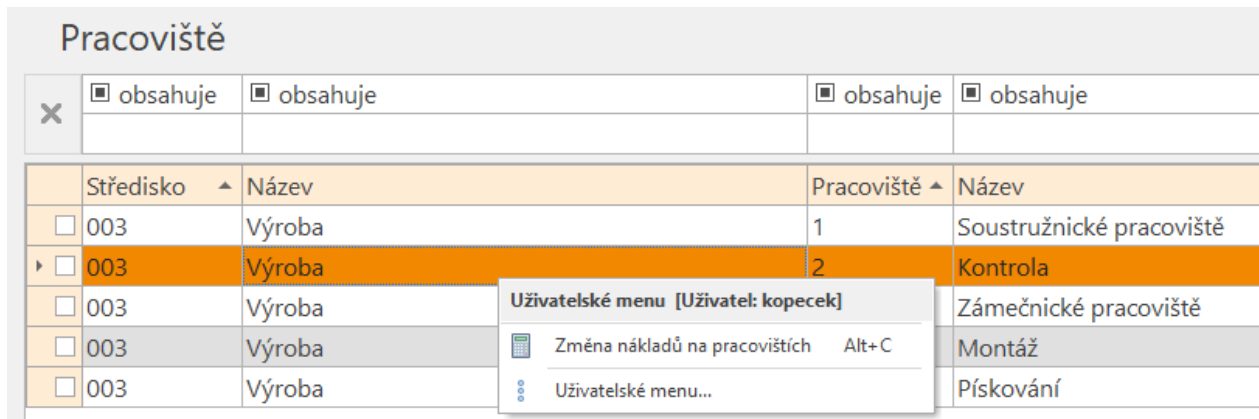 Pracoviště
obsahuje obsahuje obsahuje obsahuje
Středisko Název Pracoviště Název
003 Výroba 1 Soustružnické pracoviště
003 Výroba 2 Kontrola
Uživatelské menu [Uživatel: kopecek]
003 Výroba Zámečnické pracoviště
Změna nákladů na pracovištích Alt+C
003 Výroba Montáž
Uživatelské menu...
003 Výroba Pískování